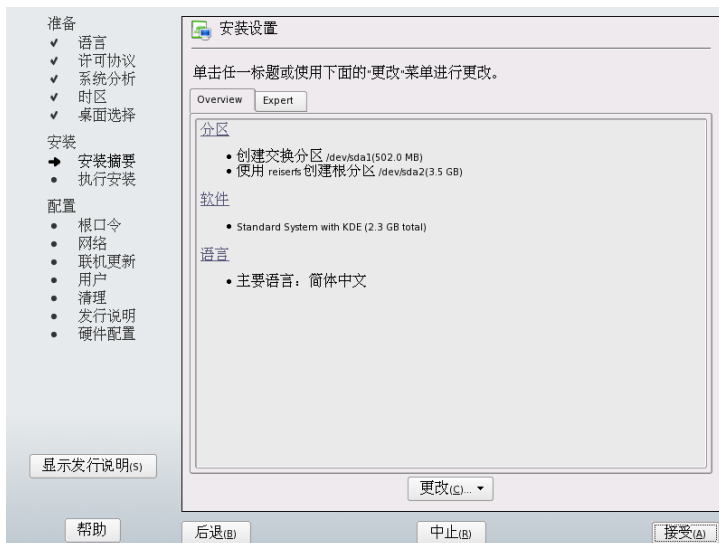 准备
语言
许可协议
系统分析
时区
桌面选择
安装
安装摘要
执行安装
配置
根口令
网络
联机更新
用户
清理
发行说明
硬件配置
显示发行说明(S)
帮助
安装设置
单击任一标题或使用下面的"更改"菜单进行更改。
Overview
Expert
分区
创建交换分区 /dev/sda1(502.0 MB)
使用 reiserfs 创建根分区 /dev/sda2(3.5 GB)
软件
Standard System with KDE (2.3 GB total)
语言
主要语言：简体中文
更改(C)...
后退(B)
中止(R)
接受(A)